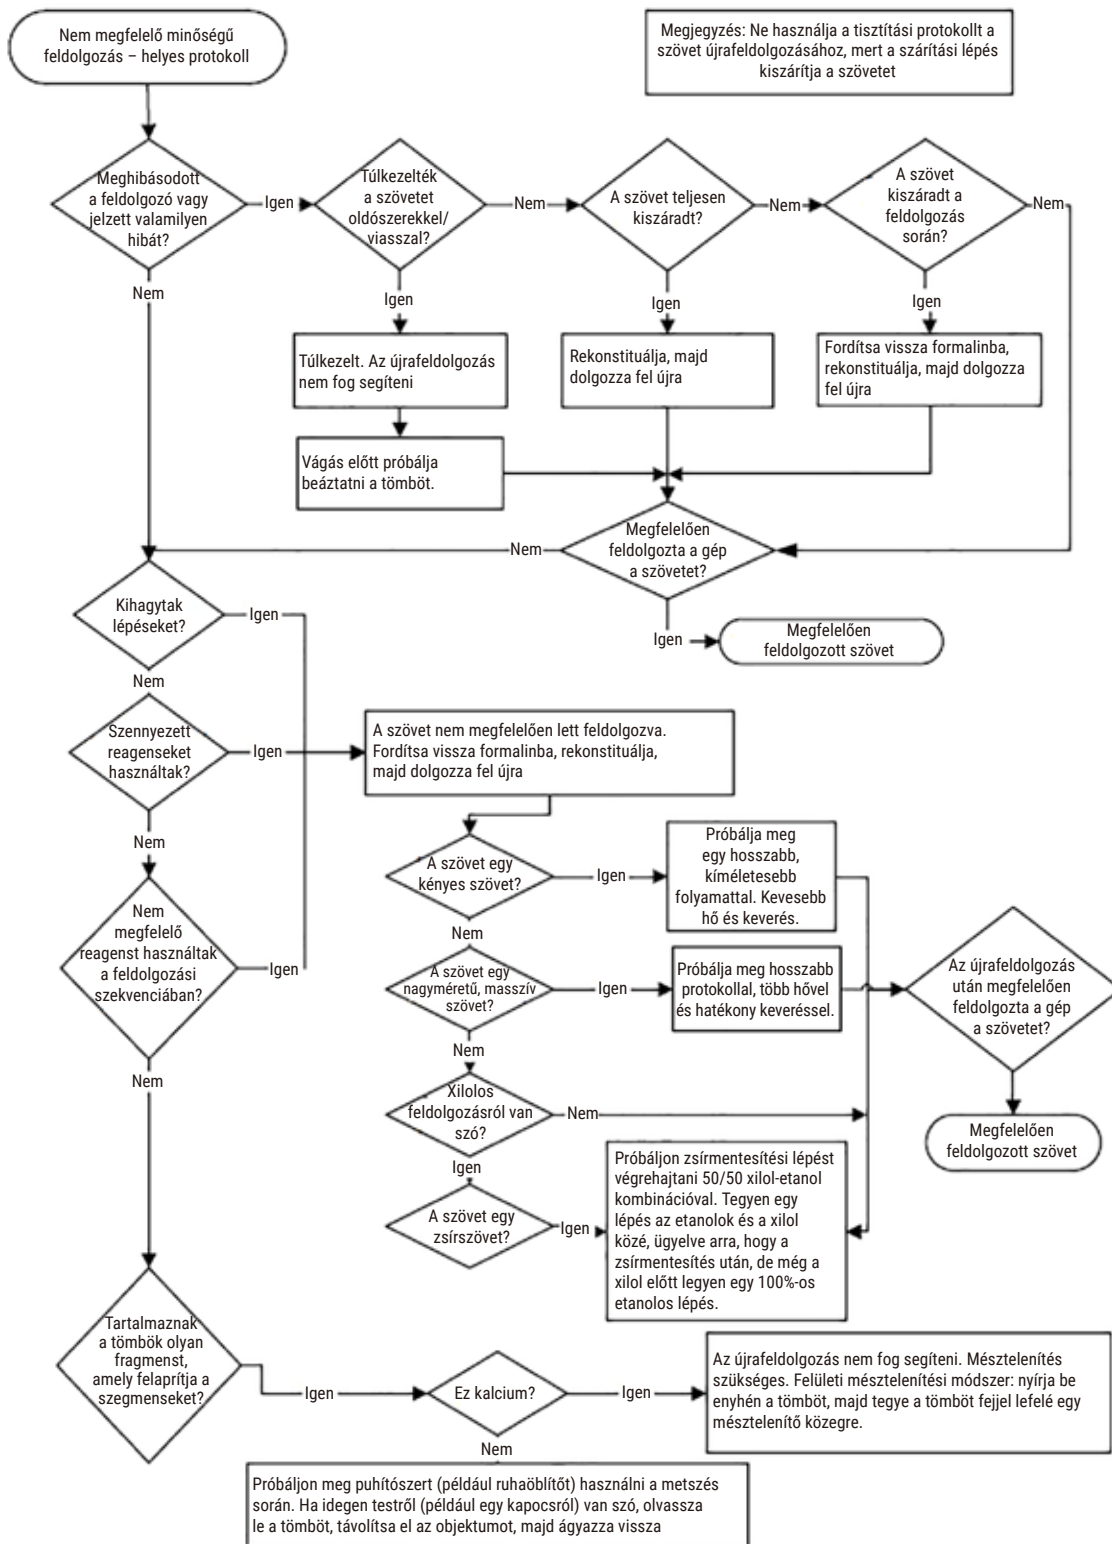 Nem megfelelő minőségű
feldolgozás – helyes protokoll
Megjegyzés: Ne használja a tisztítási protokollt a
szövet újrafeldolgozásához, mert a szárítási lépés
kiszárítja a szövetet
Meghibásodott
a feldolgozó vagy
jelzett valamilyen
hibát?
Igen
Túlkezelték
a szövetet
oldószerekkel/
viasszal?
Nem
A szövet teljesen
kiszáradt?
Nem
A szövet
kiszáradt a
feldolgozás
során?
Nem
Nem
Igen
Igen
Igen
Túlkezelt. Az újrafeldolgozás
nem fog segíteni
Rekonstituálja, majd
dolgozza fel újra
Fordítsa vissza formalinba,
rekonstituálja, majd dolgozza
fel újra
Vágás előtt próbálja
beáztatni a tömböt.
Megfelelően
feldolgozta a gép
a szövetet?
Nem
Igen
Megfelelően
feldolgozott szövet
Kihagytak
lépéseket?
Igen
Nem
Szennyezett
reagenseket
használtak?
Igen
A szövet nem megfelelően lett feldolgozva.
Fordítsa vissza formalinba, rekonstituálja,
majd dolgozza fel újra
Nem
Nem
megfelelő
reagenst használtak
a feldolgozási
szekvenciában?
Igen
Nem
A szövet egy
kényes szövet?
Igen
Próbálja meg
egy hosszabb,
kíméletesebb
folyamattal. Kevesebb
hő és keverés.
Nem
A szövet egy
nagyméretű, masszív
szövet?
Igen
Próbálja meg hosszabb
protokollal, több hővel
és hatékony keveréssel.
Az újrafeldolgozás
után megfelelően
feldolgozta a gép
a szövetet?
Nem
Xilolos
feldolgozásról van
szó?
Nem
Megfelelően
feldolgozott szövet
Igen
A szövet egy
zsírszövet?
Igen
Próbáljon zsírmentesítési lépést
végrehajtani 50/50 xilol-etanol
kombinációval. Tegyen egy
lépés az etanolok és a xilol
közé, ügyelve arra, hogy a
zsírmentesítés után, de még a
xilol előtt legyen egy 100%-os
etanolos lépés.
Tartalmaznak
a tömbök olyan
fragmenst,
amely felaprítja a
szegmenseket?
Igen
Ez kalcium?
Igen
Az újrafeldolgozás nem fog segíteni. Mésztelenítés
szükséges. Felületi mésztelenítési módszer: nyírja be
enyhén a tömböt, majd tegye a tömböt fejjel lefelé egy
mésztelenítő közegre.
Nem
Próbáljon meg puhítószert (például ruhaöblítőt) használni a metszés
során. Ha idegen testről (például egy kapocsról) van szó, olvassza
le a tömböt, távolítsa el az objektumot, majd ágyazza vissza